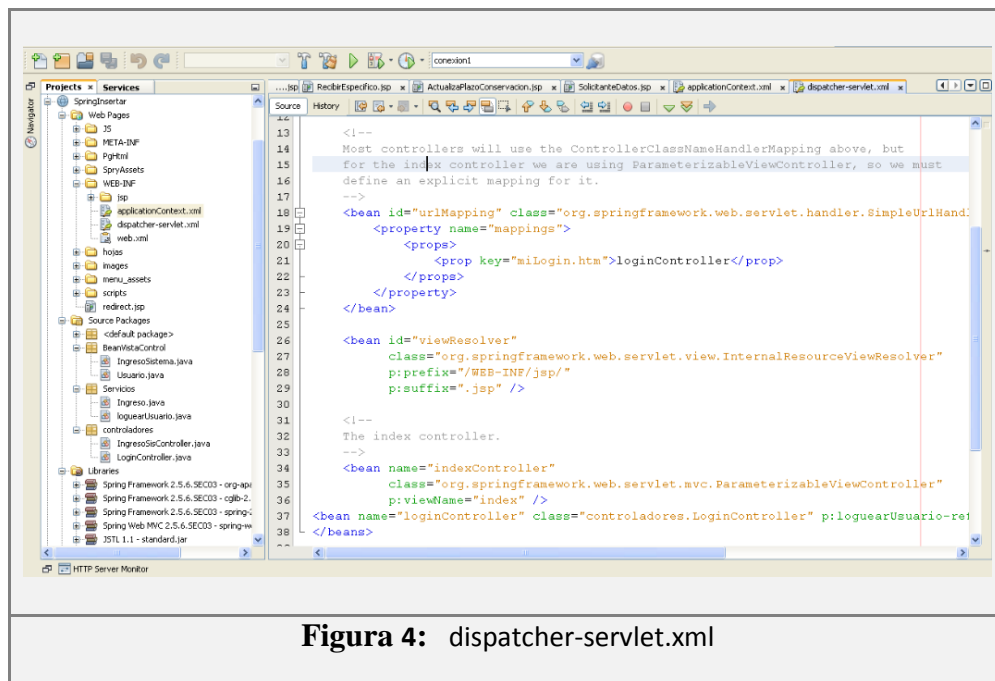 conexion1
Projects x Services
....jsp RecibirEspecifico.jsp x ActualizaPlazoConservacion.jsp x SolicitanteDatos.jsp x applicationContext.xml x dispatcher-servlet.xml x
Navigator
SpringInsertar
Web Pages
JS
META-INF
PgHtml
SpryAssets
WEB-INF
jsp
applicationContext.xml
dispatcher-servlet.xml
web.xml
hojas
images
menu_assets
scripts
redirect.jsp
Source Packages
<default package>
BeanVistaControl
IngresoSistema.java
Usuario.java
Servicios
Ingreso.java
loguearUsuario.java
controladores
IngresoSisController.java
LoginController.java
Libraries
Spring Framework 2.5.6.SEC03 - org-apa
Spring Framework 2.5.6.SEC03 - cglib-2.
Spring Framework 2.5.6.SEC03 - spring-2
Spring Web MVC 2.5.6.SEC03 - spring-we
JSTL 1.1 - standard.jar
Source History
12
13 <!--
14 Most controllers will use the ControllerClassNameHandlerMapping above, but
15 for the index controller we are using ParameterizableViewController, so we must
16 define an explicit mapping for it.
17 -->
18 <bean id="urlMapping" class="org.springframework.web.servlet.handler.SimpleUrlHandl
19 <property name="mappings">
20 <props>
21 <prop key="miLogin.htm">loginController</prop>
22 </props>
23 </property>
24 </bean>
25
26 <bean id="viewResolver"
27 class="org.springframework.web.servlet.view.InternalResourceViewResolver"
28 p:prefix="/WEB-INF/jsp/"
29 p:suffix=".jsp" />
30
31 <!--
32 The index controller.
33 -->
34 <bean name="indexController"
35 class="org.springframework.web.servlet.mvc.ParameterizableViewController"
36 p:viewName="index" />
37 <bean name="loginController" class="controladores.LoginController" p:loguearUsuario-ref
38 </beans>
HTTP Server Monitor
Figura 4: dispatcher-servlet.xml